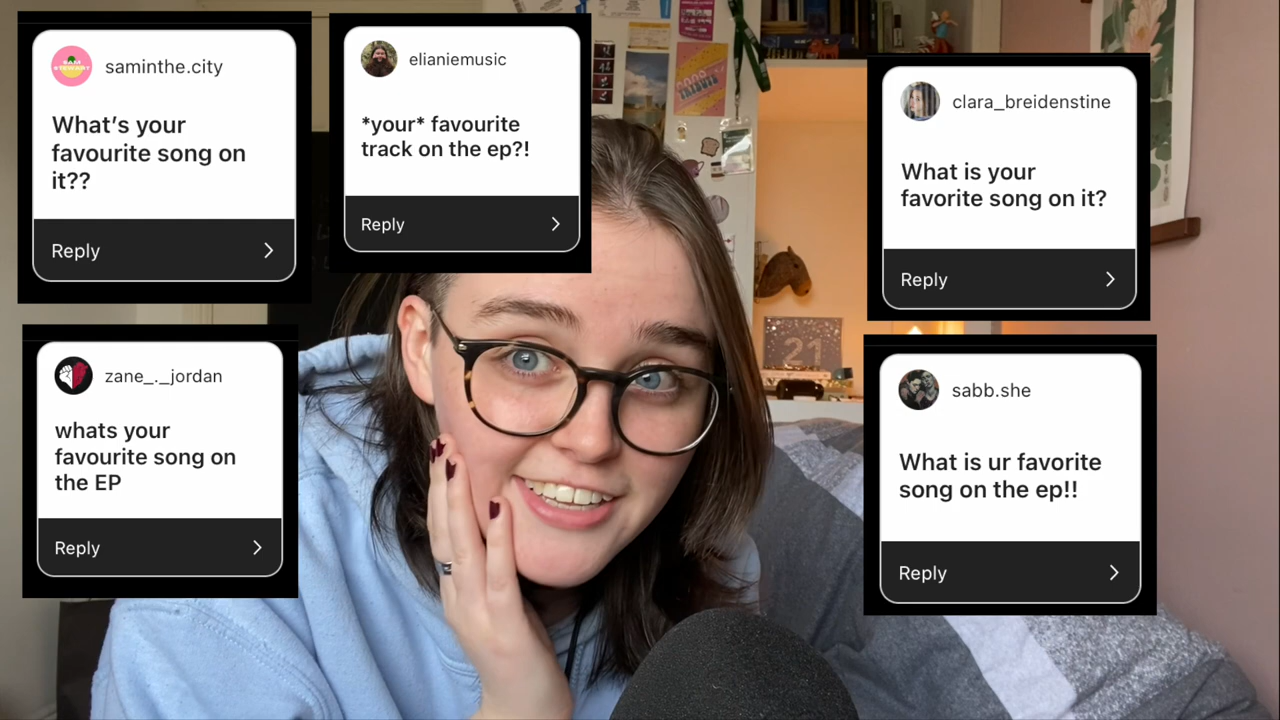 saminthe.city
What's your
favourite song on
it??
Reply
elianiemusic
*your* favourite
track on the ep?!
Reply
clara_breidenstine
What is your
favorite song on it?
Reply
zane_._jordan
whats your
favourite song on
the EP
Reply
sabb.she
What is ur favorite
song on the ep!!
Reply
21